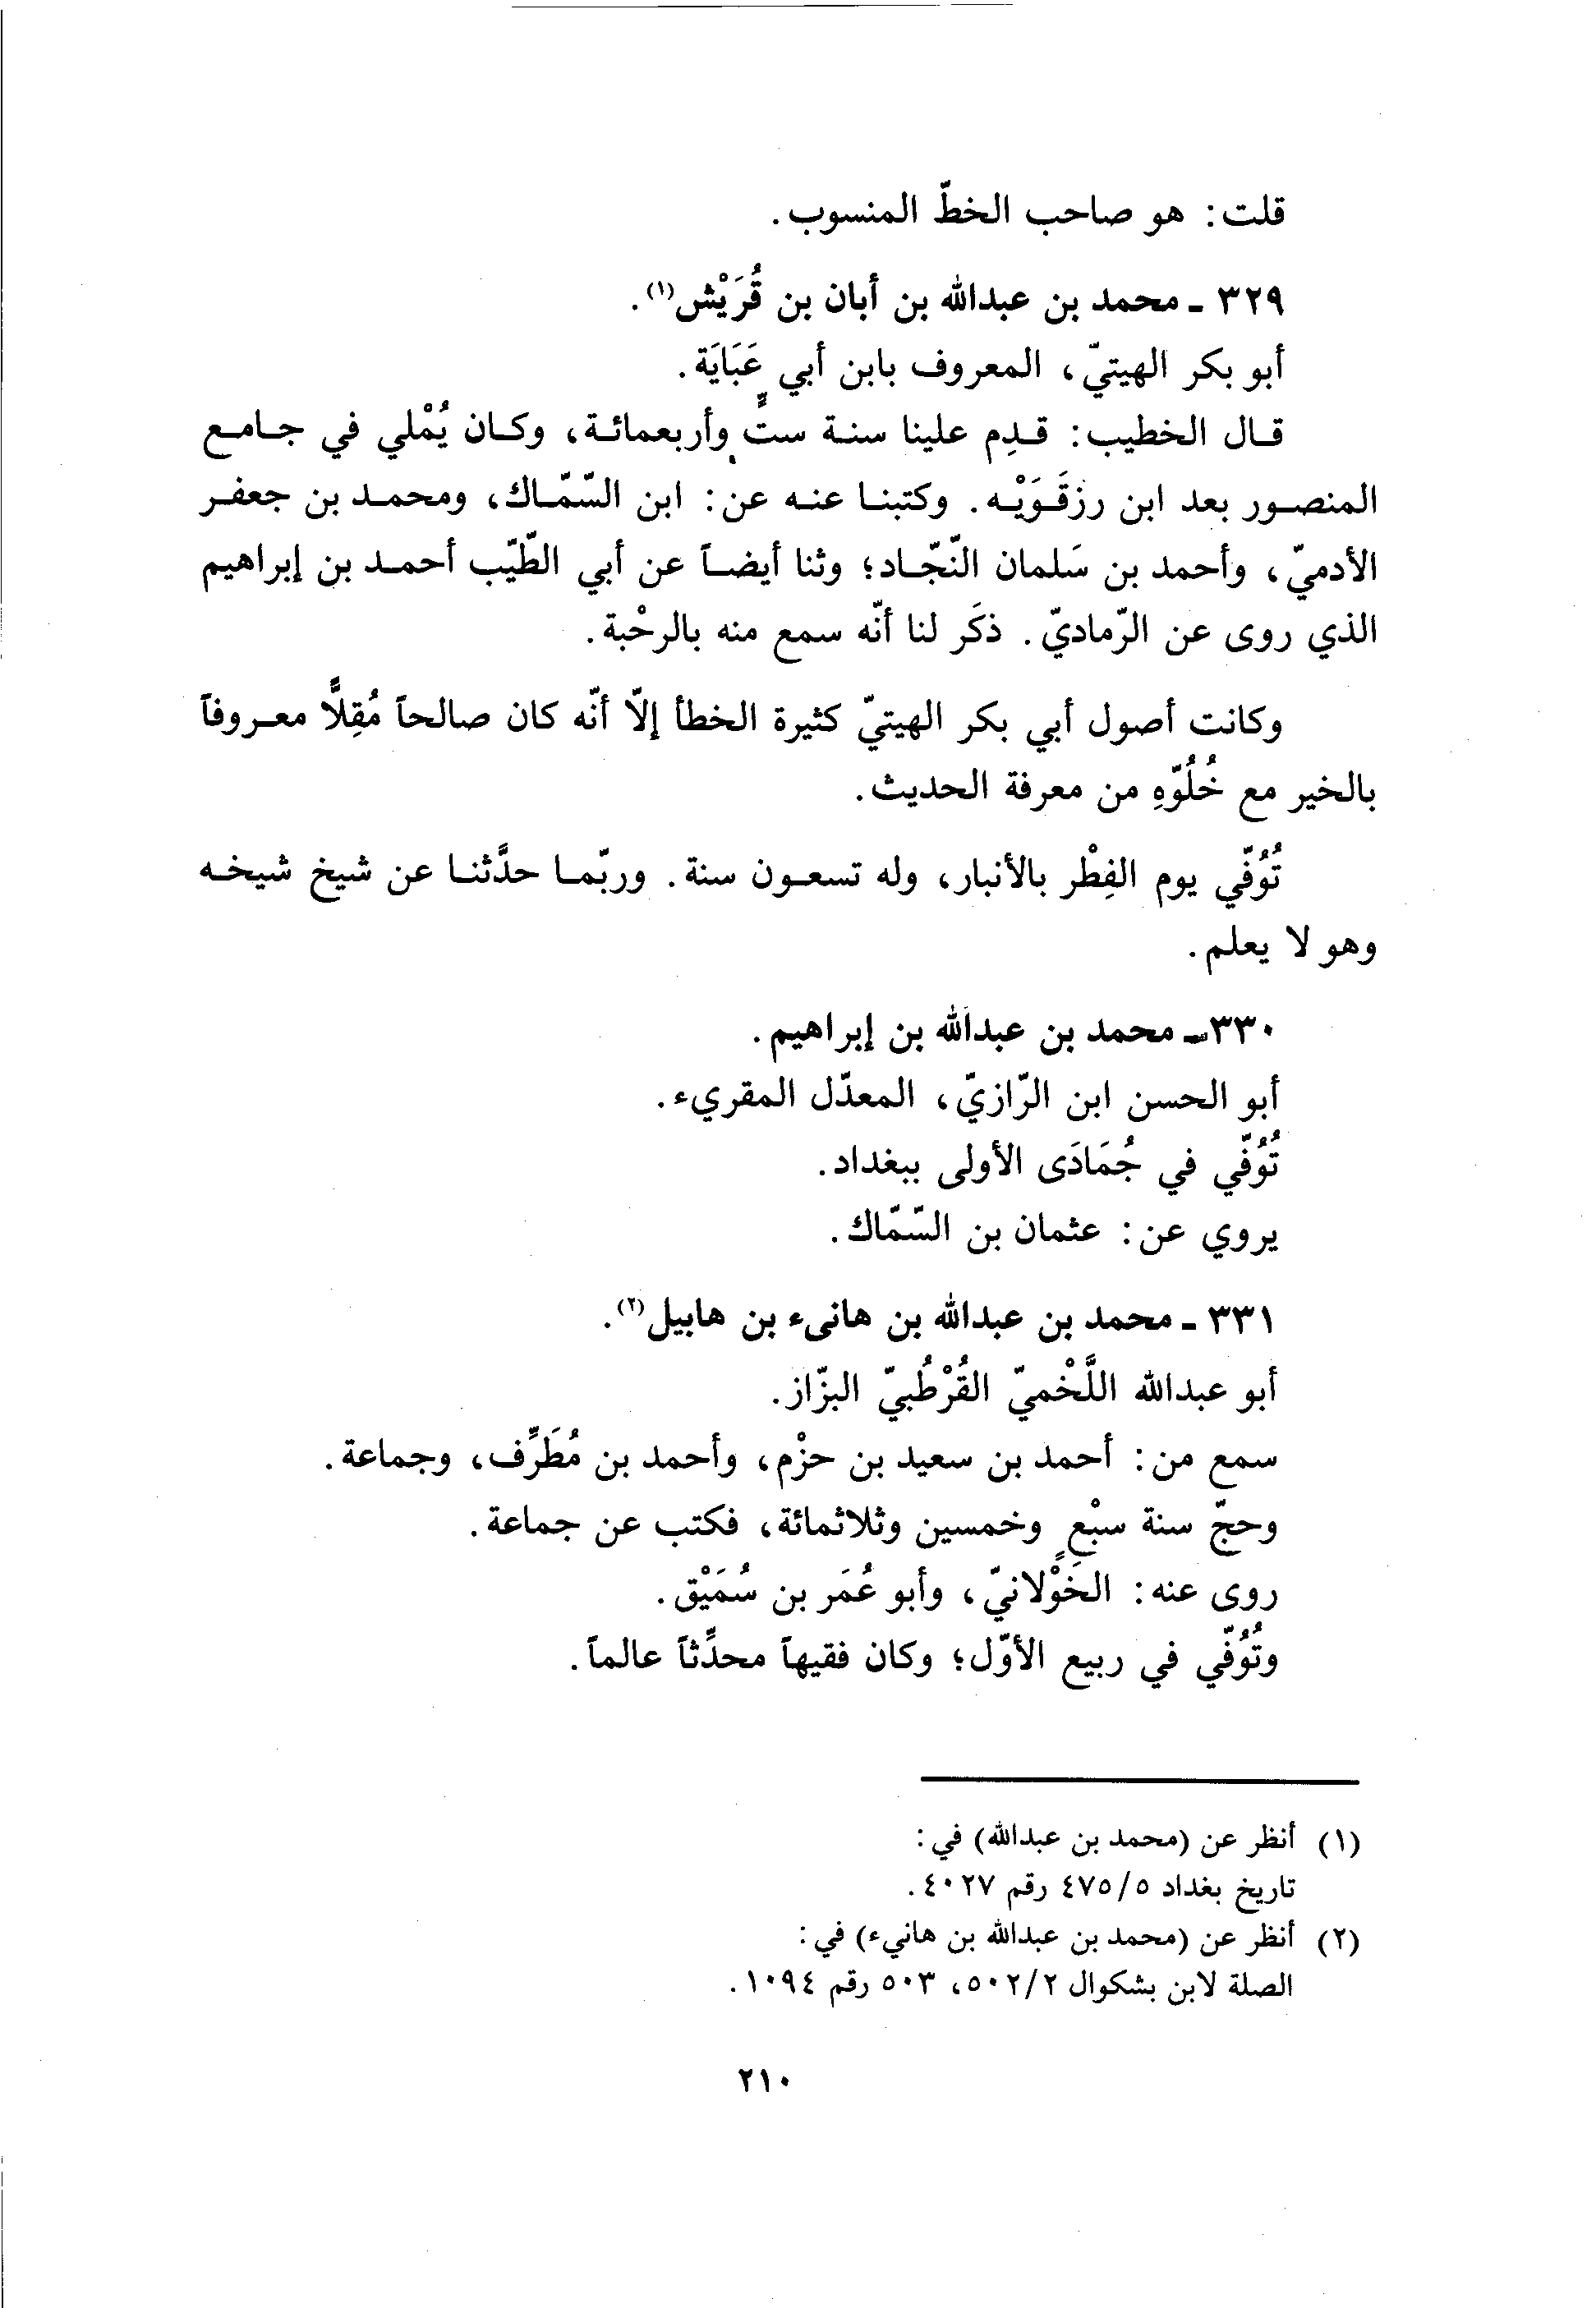 قلت: هو صاحب الخطّ المنسوب.
٣٢٩ ـ محمد بن عبدالله بن أبان بن قُرَيْش(١).
أبو بكر الهيتيّ، المعروف بابن أبي عَبَايَة.
قال الخطيب: قدِم علينا سنة ستٍّ وأربعمائة، وكان يُمْلي في جامع
المنصور بعد ابن رزقَوَيْه. وكتبنا عنه عن: ابن السّمّاك، ومحمد بن جعفر
الأدميّ، وأحمد بن سَلمان النّجّاد؛ وثنا أيضاً عن أبي الطّيّب أحمد بن إبراهيم
الذي روى عن الرّماديّ. ذكَر لنا أنّه سمع منه بالرحْبة.
وكانت أصول أبي بكر الهيتيّ كثيرة الخطأ إلّا أنّه كان صالحاً مُقِلًّا معروفاً
بالخير مع خُلُوّهِ من معرفة الحديث.
تُوُفّي يوم الفِطْر بالأنبار، وله تسعون سنة. وربّما حدَّثنا عن شيخ شيخه
وهو لا يعلم.
٣٣٠ـ محمد بن عبدالله بن إبراهيم.
أبو الحسن ابن الرّازيّ، المعدّل المقريء.
تُوُفّي في جُمَادَى الأولى ببغداد.
يروي عن: عثمان بن السّمّاك.
٣٣١ ـ محمد بن عبدالله بن هانىء بن هابيل(٢).
أبو عبدالله اللَّخْميّ القُرْطُبيّ البزّاز.
سمع من: أحمد بن سعيد بن حزْم، وأحمد بن مُطَرِّف، وجماعة.
وحجّ سنة سبْعٍ وخمسين وثلاثمائة، فكتب عن جماعة.
روى عنه: الخَوْلانيّ، وأبو عُمَر بن سُمَيْق.
وتُوُفّي في ربيع الأوّل؛ وكان فقيهاً محدِّثاً عالماً.
(١) أنظر عن (محمد بن عبدالله) في:
تاريخ بغداد ٤٧٥/٥ رقم ٤٠٢٧.
(٢) أنظر عن (محمد بن عبدالله بن هانيء) في:
الصلة لابن بشكوال ٥٠٢/٢، ٥٠٣ رقم ١٠٩٤.
٢١٠